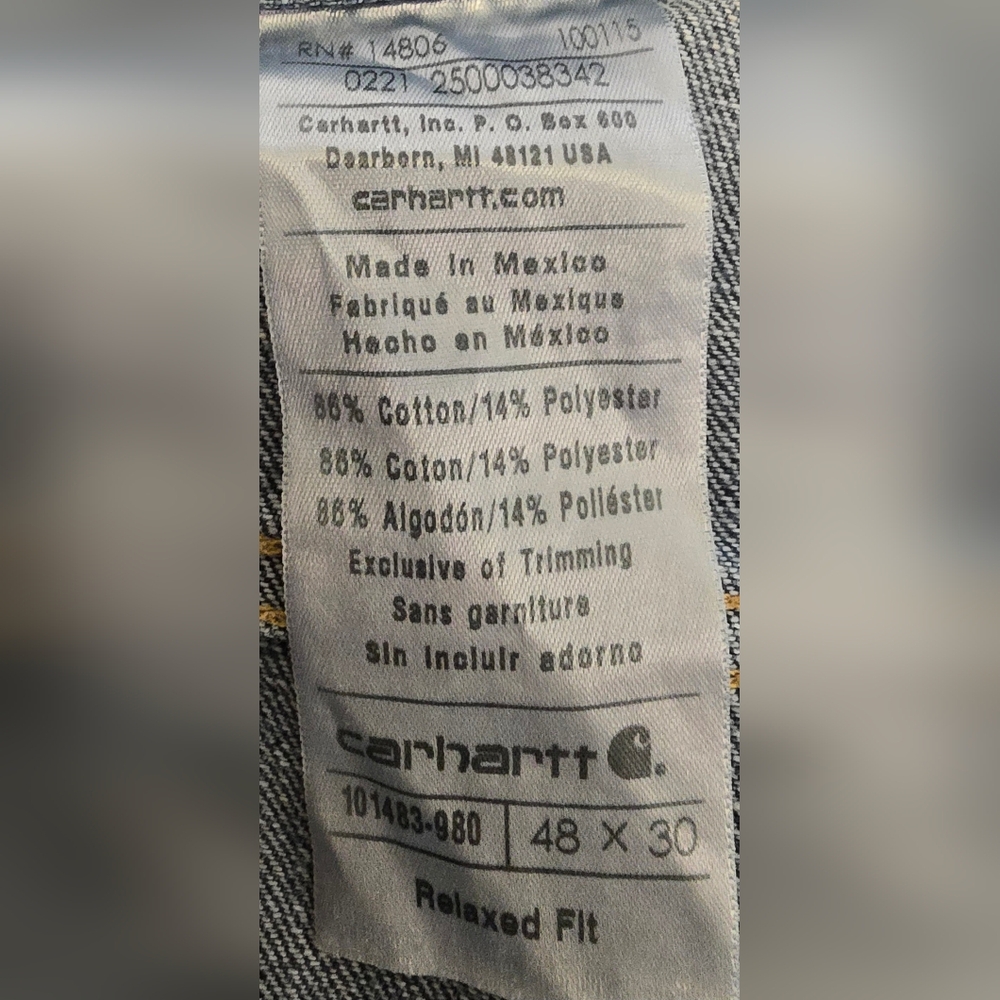 RN# 14806 100115
0221 2500038342
Carhartt, Inc. P. O. Box 600
Dearborn, MI 48121 USA
carhartt.com
Made in Mexico
Fabriqué au Mexique
Hecho en México
86% Cotton/14% Polyester
86% Coton/14% Polyester
86% Algodón/14% Poliéster
Exclusive of Trimming
Sans garniture
Sin incluir adorno
carhartt
101483-980 48 X 30
Relaxed Fit